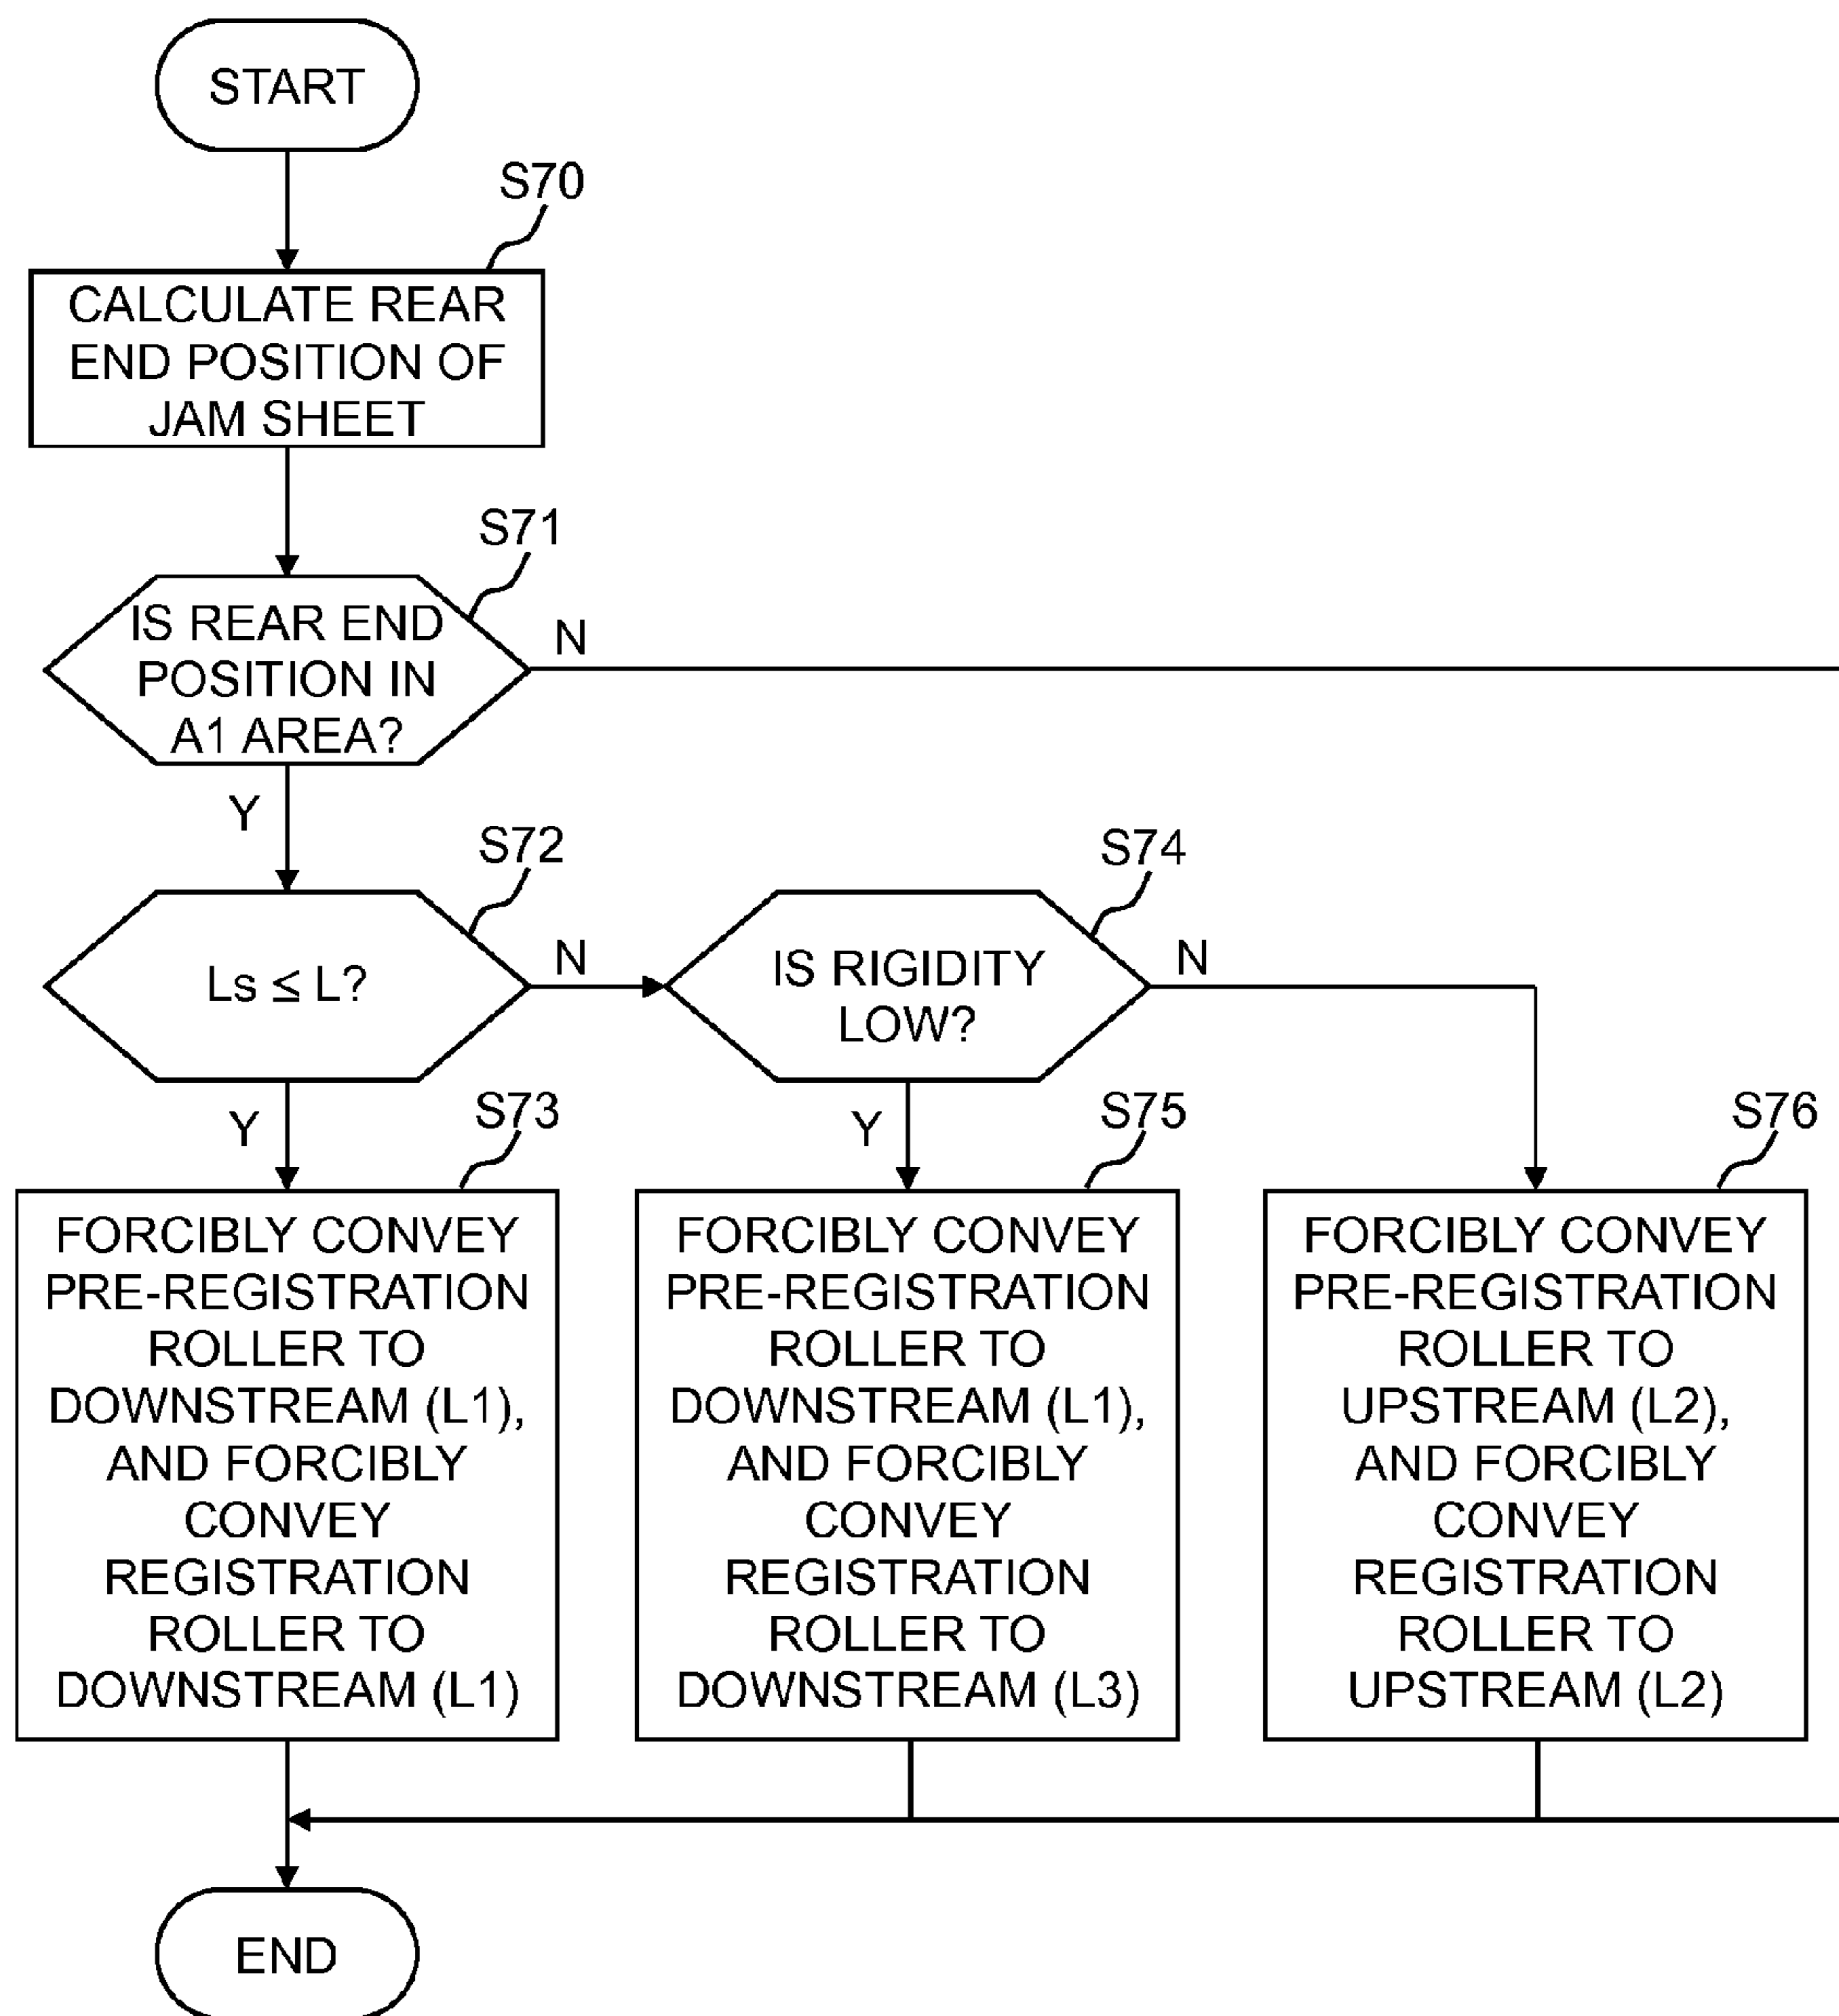 START
S70
CALCULATE REAR
END POSITION OF
JAM SHEET
S71
IS REAR END
POSITION IN
A1 AREA?
N
Y
S72
Ls ≤ L?
N
S74
IS RIGIDITY
LOW?
N
Y
S73
Y
S75
S76
FORCIBLY CONVEY
PRE-REGISTRATION
ROLLER TO
DOWNSTREAM (L1),
AND FORCIBLY
CONVEY
REGISTRATION
ROLLER TO
DOWNSTREAM (L1)
FORCIBLY CONVEY
PRE-REGISTRATION
ROLLER TO
DOWNSTREAM (L1),
AND FORCIBLY
CONVEY
REGISTRATION
ROLLER TO
DOWNSTREAM (L3)
FORCIBLY CONVEY
PRE-REGISTRATION
ROLLER TO
UPSTREAM (L2),
AND FORCIBLY
CONVEY
REGISTRATION
ROLLER TO
UPSTREAM (L2)
END